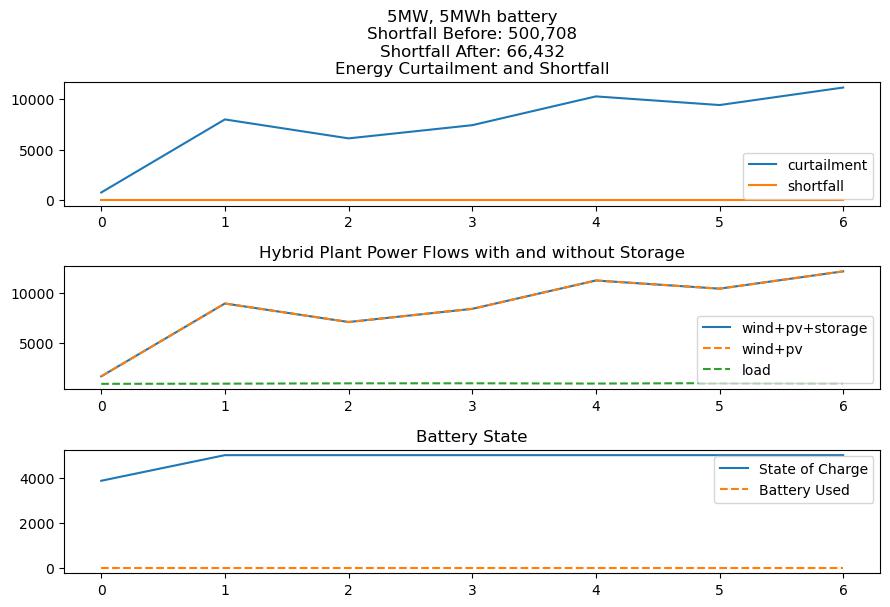 5MW, 5MWh battery
Shortfall Before: 500,708
Shortfall After: 66,432
Energy Curtailment and Shortfall
10000
5000
0
curtailment
shortfall
0 1 2 3 4 5 6
Hybrid Plant Power Flows with and without Storage
10000
5000
wind+pv+storage
wind+pv
load
0 1 2 3 4 5 6
Battery State
4000
2000
0
State of Charge
Battery Used
0 1 2 3 4 5 6